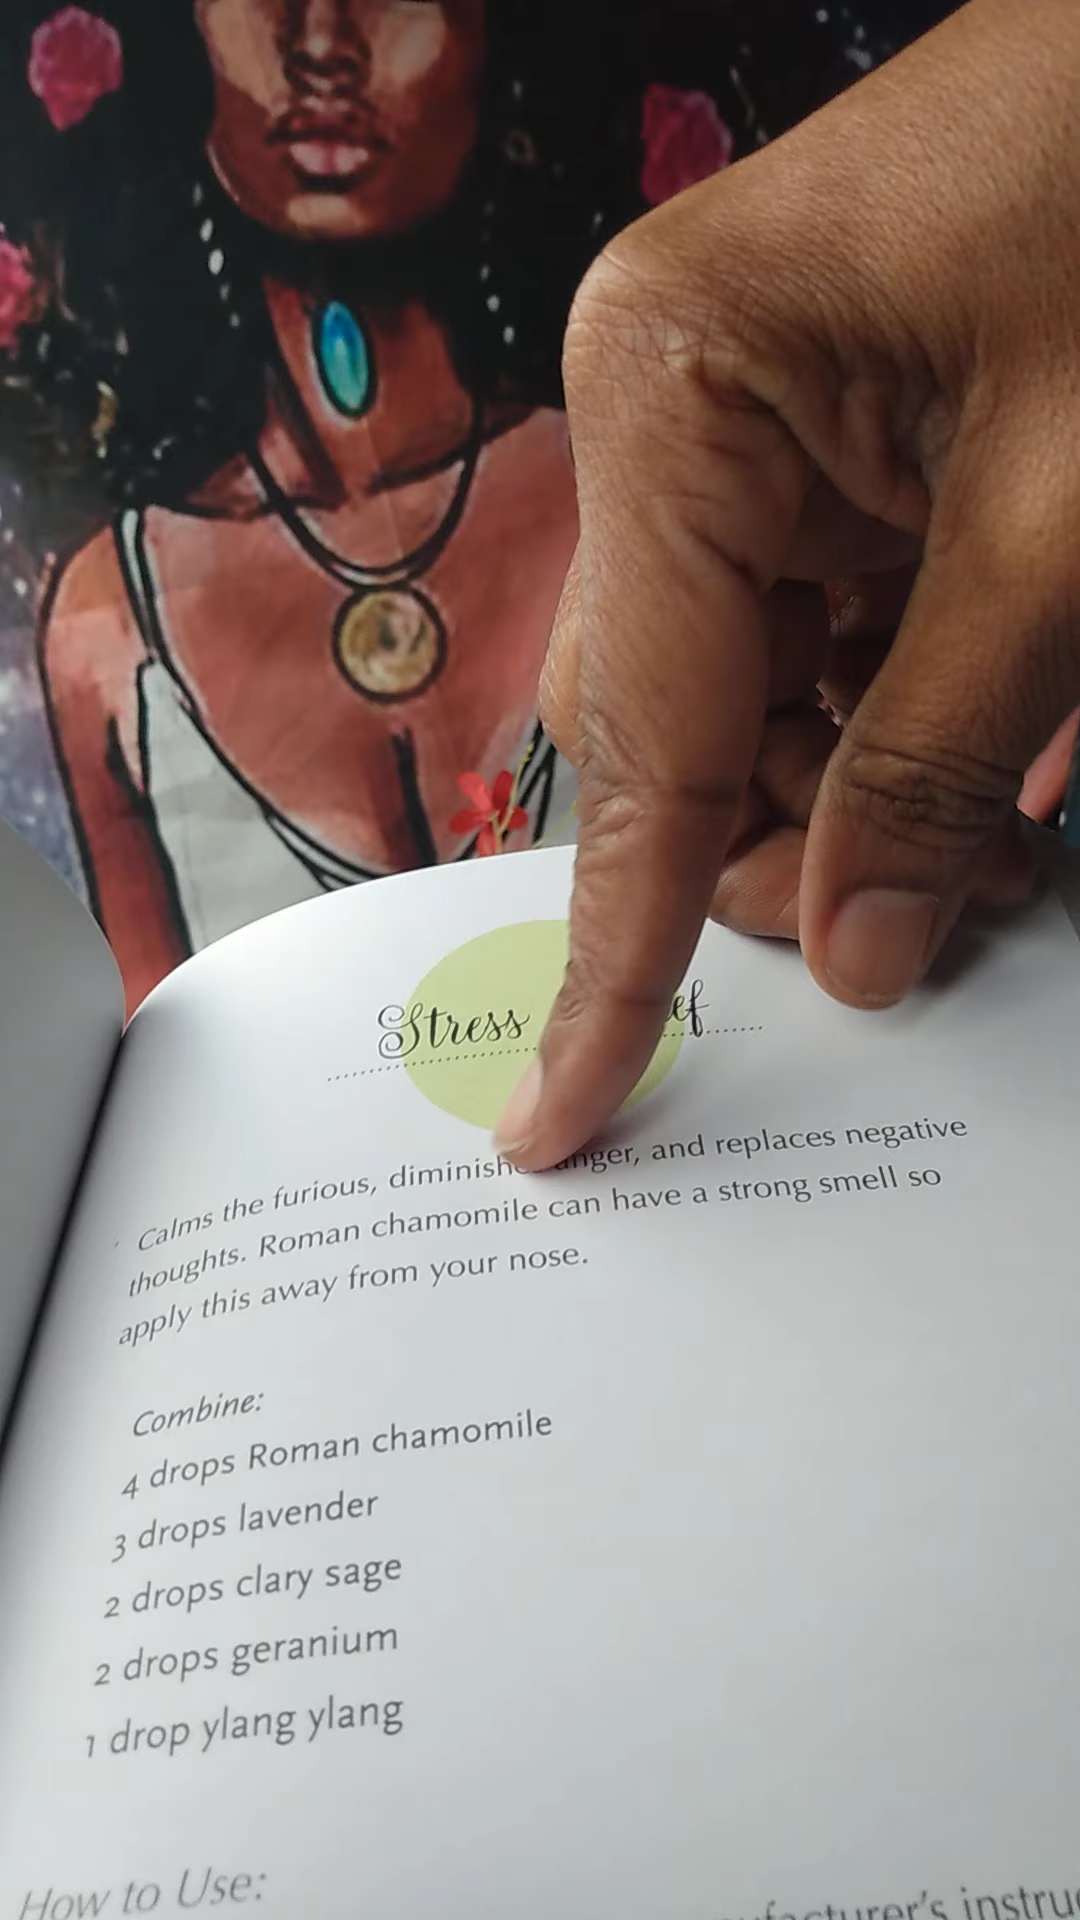 Stress ef
Calms the furious, diminishes anger, and replaces negative
thoughts. Roman chamomile can have a strong smell so
apply this away from your nose.
Combine:
4 drops Roman chamomile
3 drops lavender
2 drops clary sage
2 drops geranium
1 drop ylang ylang
How to Use: